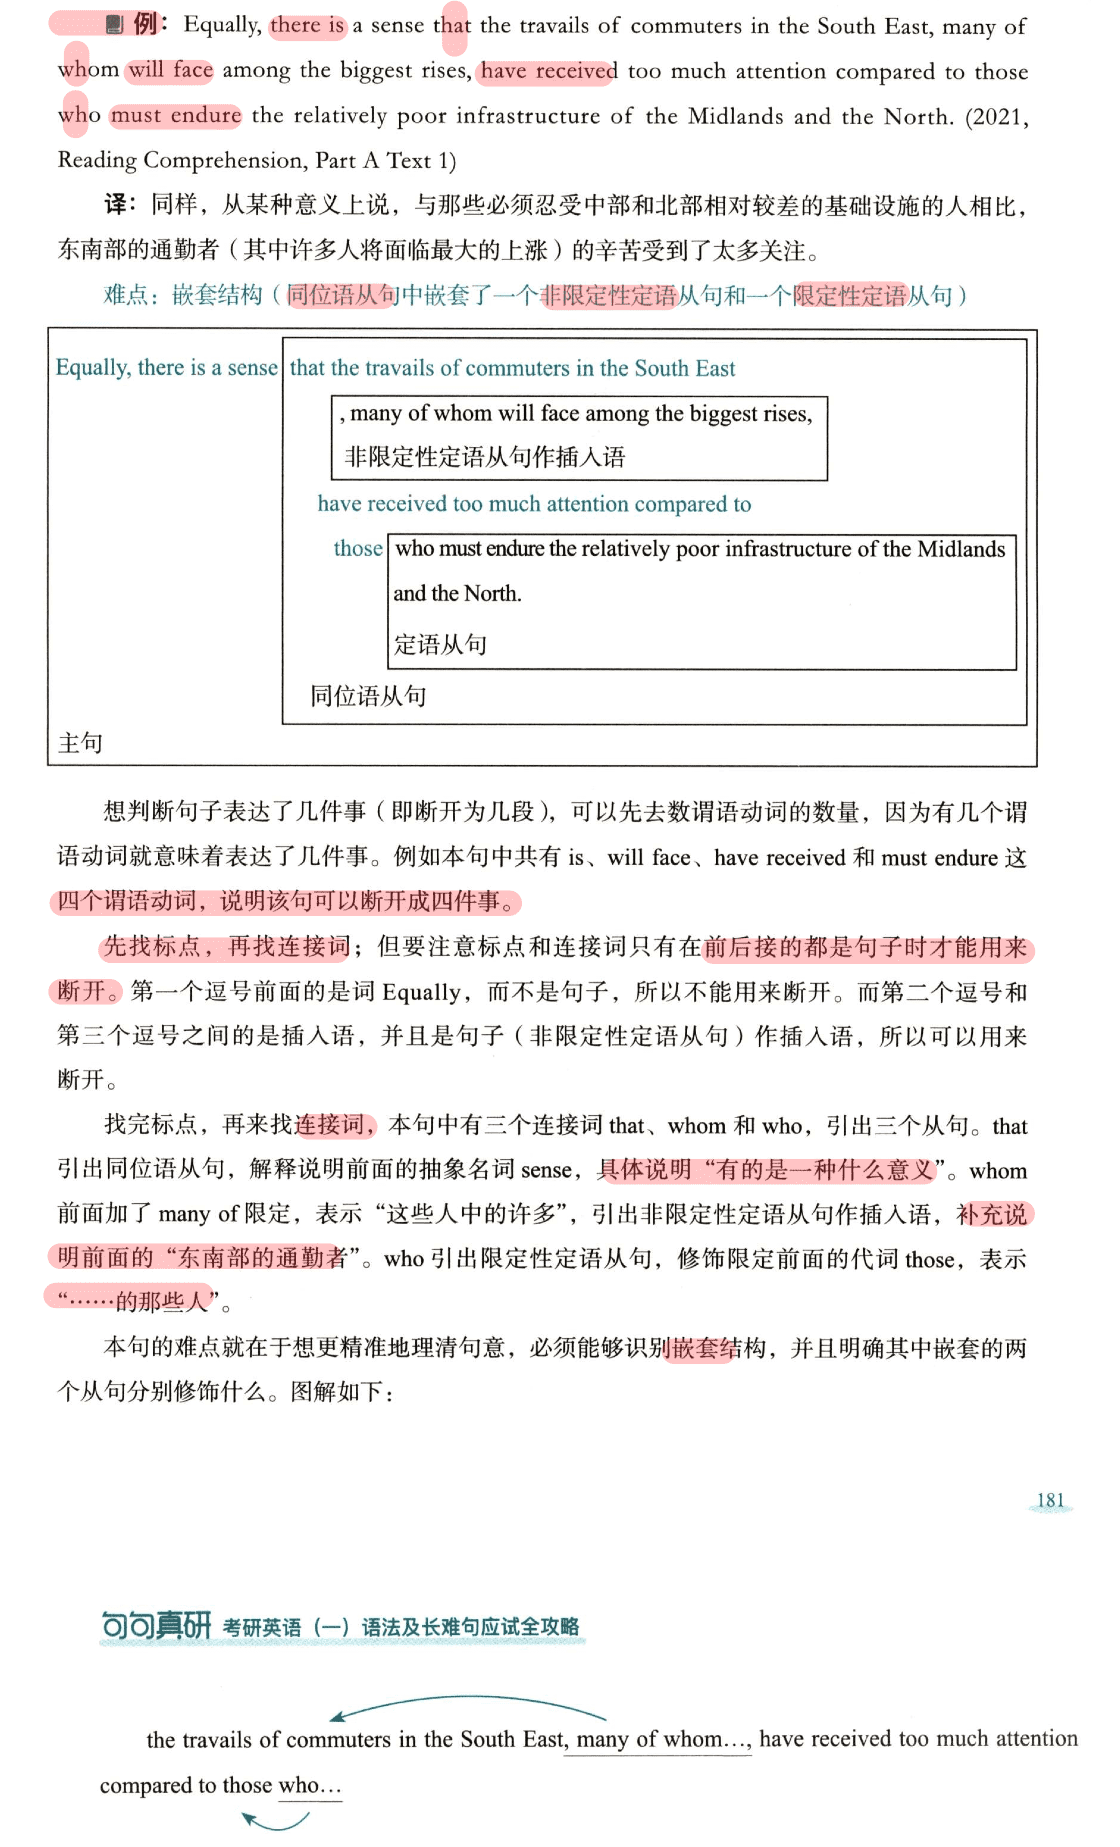 例：Equally, there is a sense that the travails of commuters in the South East, many of
whom will face among the biggest rises, have received too much attention compared to those
who must endure the relatively poor infrastructure of the Midlands and the North. (2021,
Reading Comprehension, Part A Text 1)
译：同样，从某种意义上说，与那些必须忍受中部和北部相对较差的基础设施的人相比，
东南部的通勤者（其中许多人将面临最大的上涨）的辛苦受到了太多关注。
难点：嵌套结构（同位语从句中嵌套了一个非限定性定语从句和一个限定性定语从句）
Equally, there is a sense that the travails of commuters in the South East
, many of whom will face among the biggest rises,
非限定性定语从句作插入语
have received too much attention compared to
those who must endure the relatively poor infrastructure of the Midlands
and the North.
定语从句
同位语从句
主句
想判断句子表达了几件事（即断开为几段），可以先去数谓语动词的数量，因为有几个谓
语动词就意味着表达了几件事。例如本句中共有 is、will face、have received 和 must endure 这
四个谓语动词，说明该句可以断开成四件事。
先找标点，再找连接词；但要注意标点和连接词只有在前后接的都是句子时才能用来
断开。第一个逗号前面的是词 Equally，而不是句子，所以不能用来断开。而第二个逗号和
第三个逗号之间的是插入语，并且是句子（非限定性定语从句）作插入语，所以可以用来
断开。
找完标点，再来找连接词，本句中有三个连接词 that、whom 和 who，引出三个从句。that
引出同位语从句，解释说明前面的抽象名词 sense，具体说明“有的是一种什么意义”。whom
前面加了 many of 限定，表示“这些人中的许多”，引出非限定性定语从句作插入语，补充说
明前面的“东南部的通勤者”。who 引出限定性定语从句，修饰限定前面的代词 those，表示
“……的那些人”。
本句的难点就在于想更精准地理清句意，必须能够识别嵌套结构，并且明确其中嵌套的两
个从句分别修饰什么。图解如下：
181
句句真研 考研英语（一）语法及长难句应试全攻略
the travails of commuters in the South East, many of whom…, have received too much attention
compared to those who…